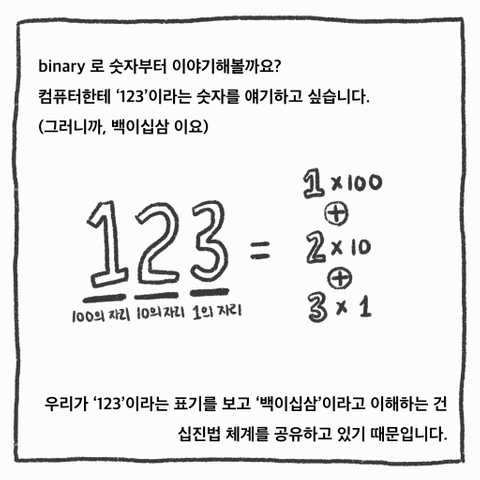 binary 로 숫자부터 이야기해볼까요?
컴퓨터한테 ‘123’이라는 숫자를 얘기하고 싶습니다.
(그러니까, 백이십삼 이요)
123 =
100의 자리 10의 자리 1의 자리
1 × 100
+
2 × 10
+
3 × 1
우리가 ‘123’이라는 표기를 보고 ‘백이십삼’이라고 이해하는 건
십진법 체계를 공유하고 있기 때문입니다.